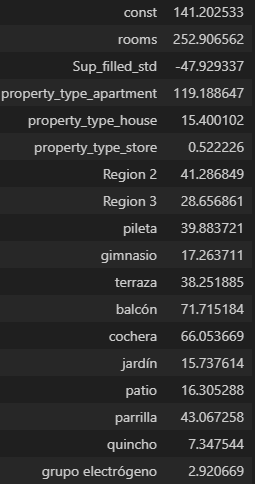 const 141.202533
rooms 252.906562
Sup_filled_std -47.929337
property_type_apartment 119.188647
property_type_house 15.400102
property_type_store 0.522226
Region 2 41.286849
Region 3 28.656861
pileta 39.883721
gimnasio 17.263711
terraza 38.251885
balcón 71.715184
cochera 66.053669
jardín 15.737614
patio 16.305288
parrilla 43.067258
quincho 7.347544
grupo electrógeno 2.920669